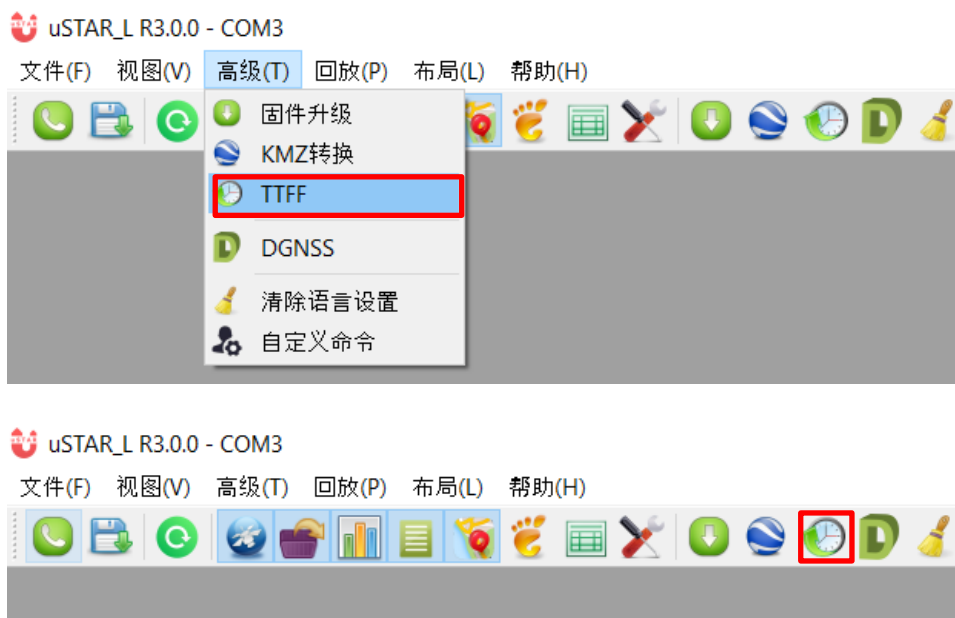 uSTAR_L R3.0.0 - COM3
文件(F) 视图(V) 高级(T) 回放(P) 布局(L) 帮助(H)
固件升级
KMZ转换
TTFF
DGNSS
清除语言设置
自定义命令
uSTAR_L R3.0.0 - COM3
文件(F) 视图(V) 高级(T) 回放(P) 布局(L) 帮助(H)